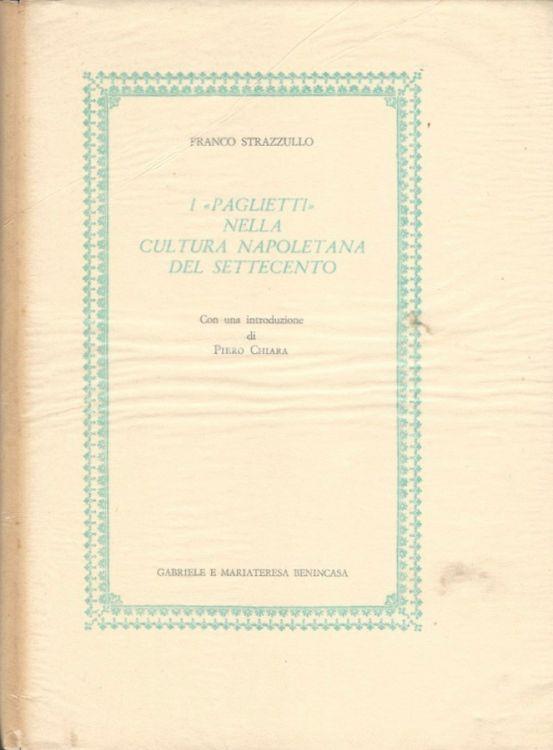 FRANCO STRAZZULLO
I «PAGLIETTI»
NELLA
CULTURA NAPOLETANA
DEL SETTECENTO
Con una introduzione
di
PIERO CHIARA
GABRIELE E MARIATERESA BENINCASA